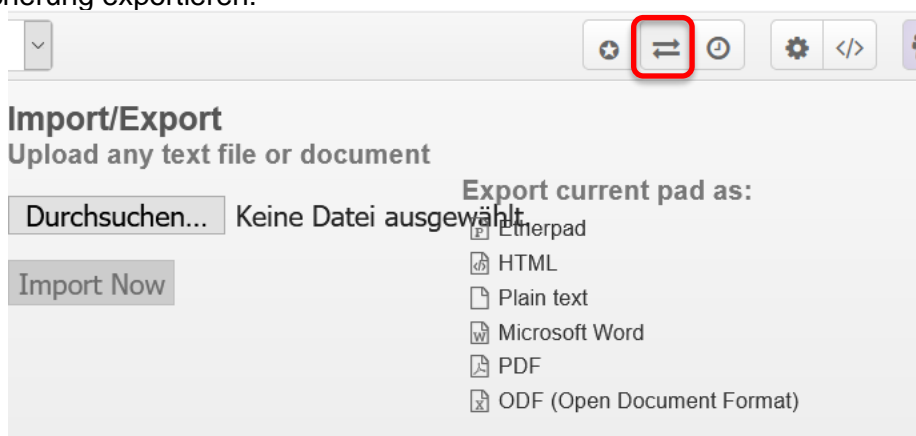 exportieren.
</>
Import/Export
Upload any text file or document
Durchsuchen... Keine Datei ausgewählt.
Import Now
Export current pad as:
Etherpad
HTML
Plain text
Microsoft Word
PDF
ODF (Open Document Format)